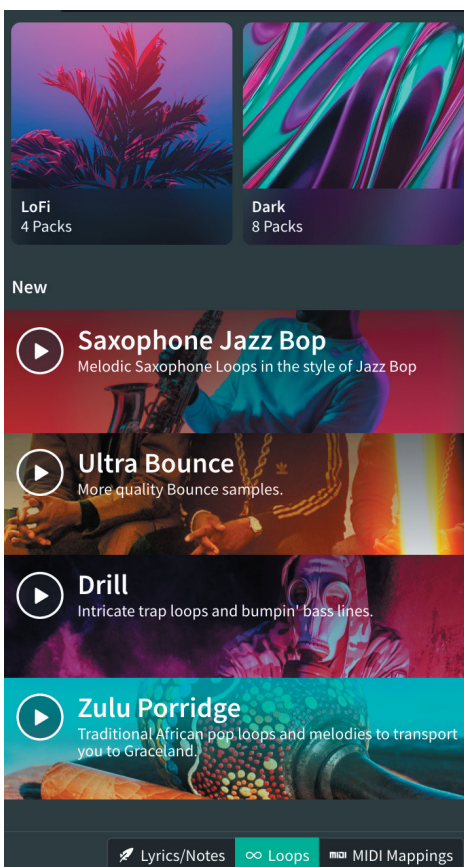 LoFi
4 Packs
Dark
8 Packs
New
Saxophone Jazz Bop
Melodic Saxophone Loops in the style of Jazz Bop
Ultra Bounce
More quality Bounce samples.
Drill
Intricate trap loops and bumpin' bass lines.
Zulu Porridge
Traditional African pop loops and melodies to transport
you to Graceland.
Lyrics/Notes
Loops
MIDI MIDI Mappings